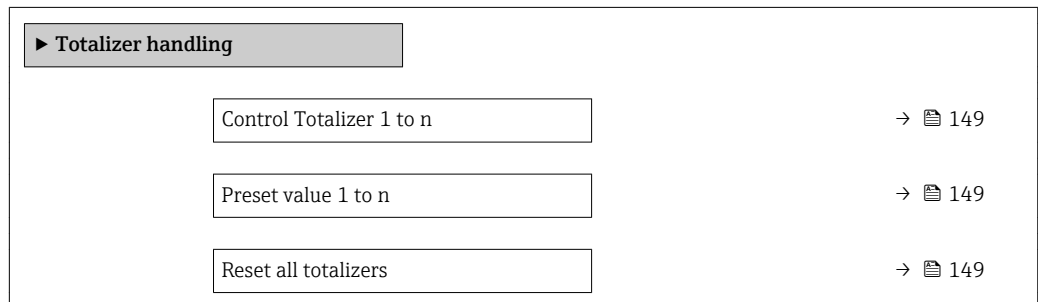 ▶ Totalizer handling
Control Totalizer 1 to n → 149
Preset value 1 to n → 149
Reset all totalizers → 149